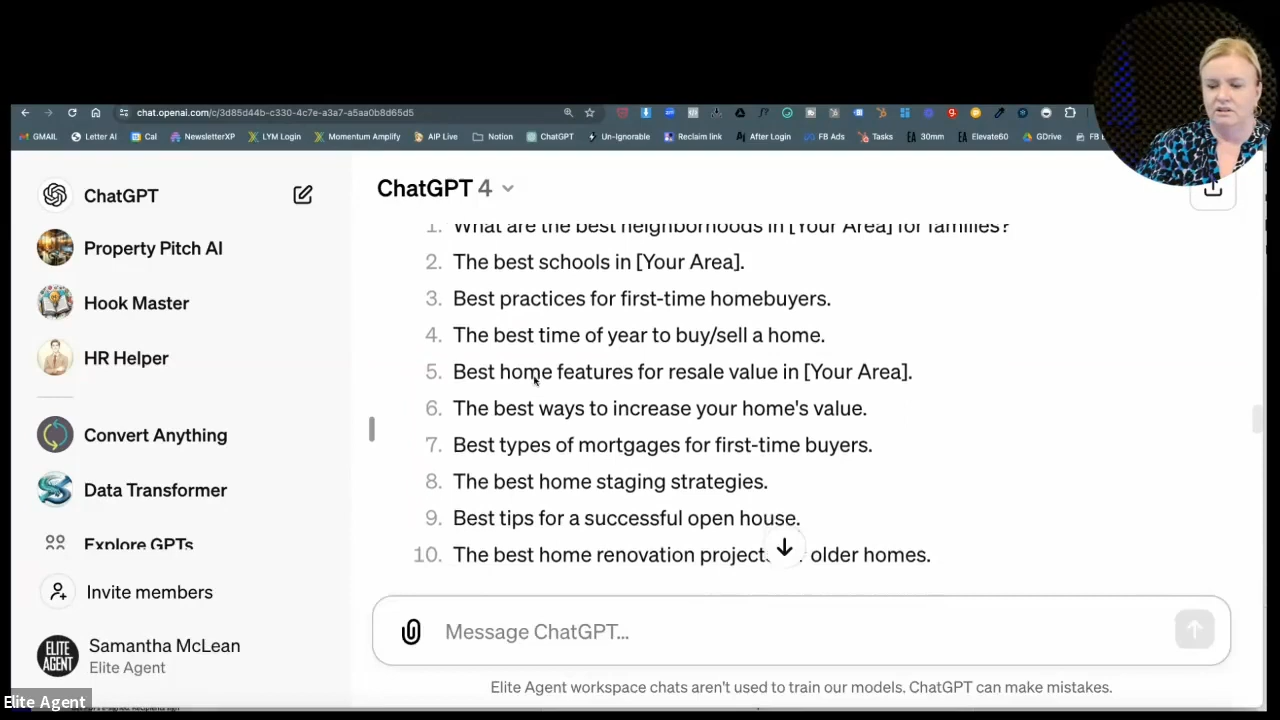 chat.openai.com/c/3d85d44b-c330-4c7e-a3a7-a5aa0b8d65d5
GMAIL Letter AI Cal NewsletterXP LYM Login Momentum Amplify AIP Live Notion ChatGPT Un-Ignorable Reclaim link After Login FB Ads Tasks 30mm Elevate60 GDrive FB
ChatGPT
Property Pitch AI
Hook Master
HR Helper
Convert Anything
Data Transformer
Explore GPTs
Invite members
Samantha McLean
Elite Agent
ELITE
AGENT
ChatGPT 4
1. What are the best neighborhoods in [Your Area] for families?
2. The best schools in [Your Area].
3. Best practices for first-time homebuyers.
4. The best time of year to buy/sell a home.
5. Best home features for resale value in [Your Area].
6. The best ways to increase your home's value.
7. Best types of mortgages for first-time buyers.
8. The best home staging strategies.
9. Best tips for a successful open house.
10. The best home renovation project older homes.
Message ChatGPT...
Elite Agent workspace chats aren't used to train our models. ChatGPT can make mistakes.
Elite Agent